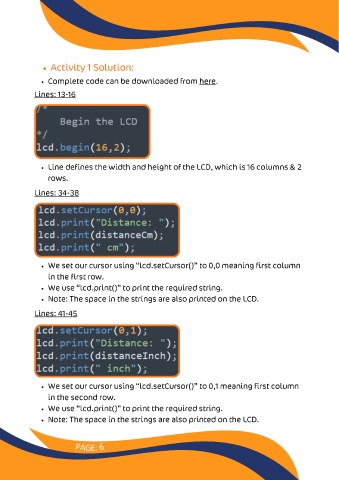 • Activity 1 Solution:
• Complete code can be downloaded from here.
Lines: 13-16
/*
Begin the LCD
*/
lcd.begin(16,2);
• Line defines the width and height of the LCD, which is 16 columns & 2
rows.
Lines: 34-38
lcd.setCursor(0,0);
lcd.print("Distance: ");
lcd.print(distanceCm);
lcd.print(" cm");
• We set our cursor using "lcd.setCursor()" to 0,0 meaning first column
in the first row.
• We use "lcd.print()" to print the required string.
• Note: The space in the strings are also printed on the LCD.
Lines: 41-45
lcd.setCursor(0,1);
lcd.print("Distance: ");
lcd.print(distanceInch);
lcd.print(" inch");
• We set our cursor using "lcd.setCursor()" to 0,1 meaning first column
in the second row.
• We use "lcd.print()" to print the required string.
• Note: The space in the strings are also printed on the LCD.
PAGE: 6